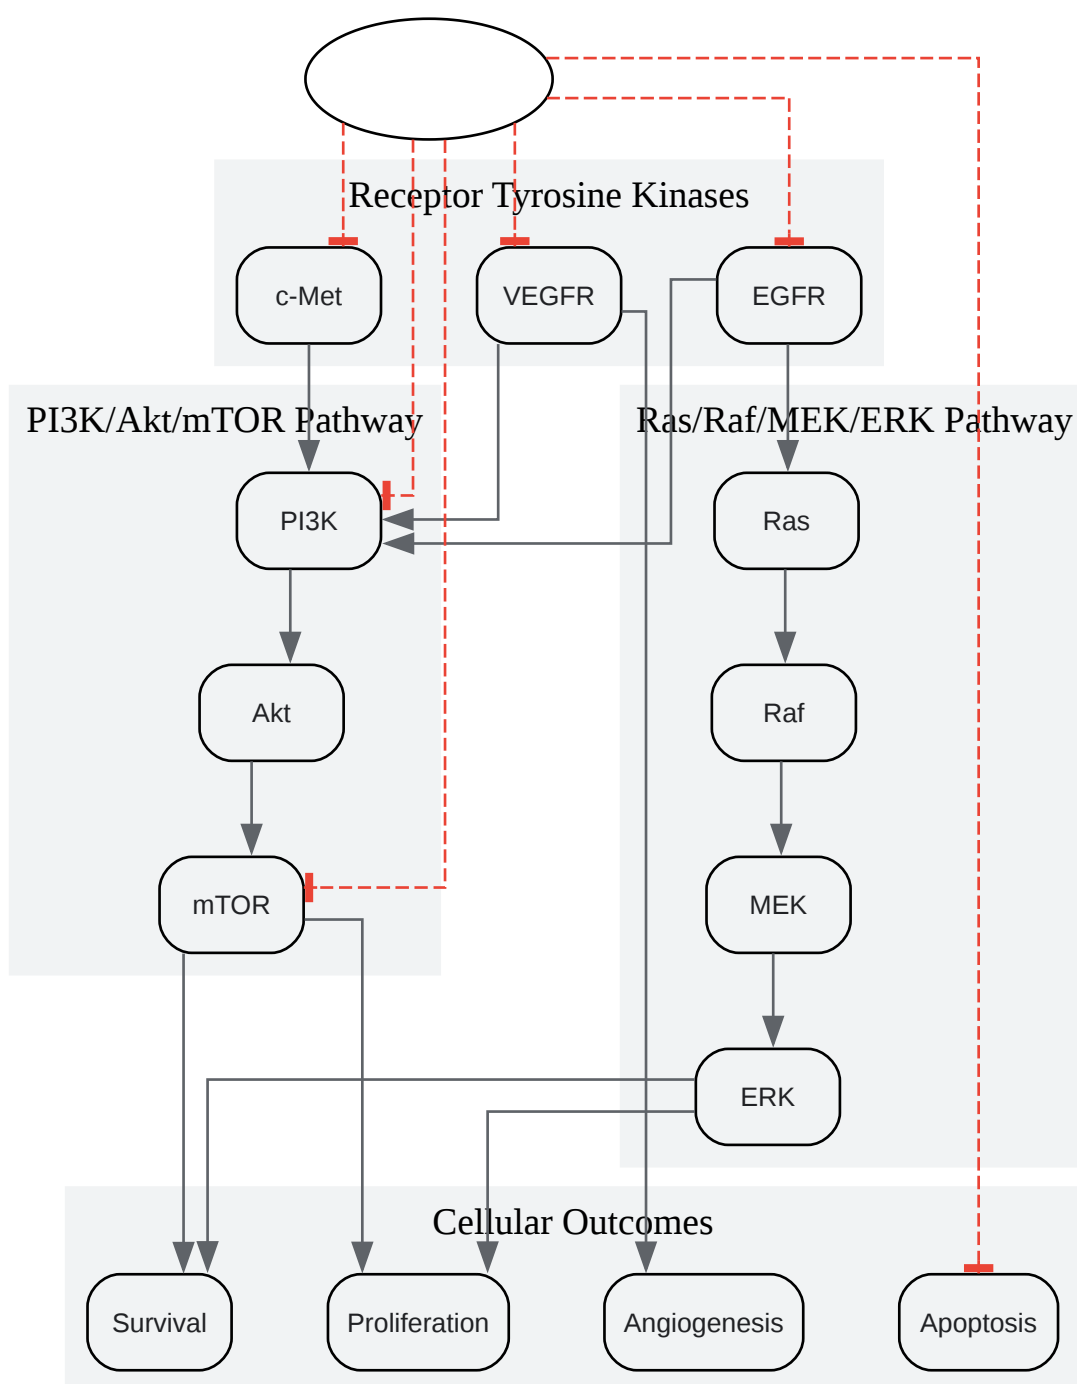 Receptor Tyrosine Kinases
c-Met
VEGFR
EGFR
PI3K/Akt/mTOR Pathway
Ras/Raf/MEK/ERK Pathway
PI3K
Ras
Akt
Raf
mTOR
MEK
ERK
Cellular Outcomes
Survival
Proliferation
Angiogenesis
Apoptosis